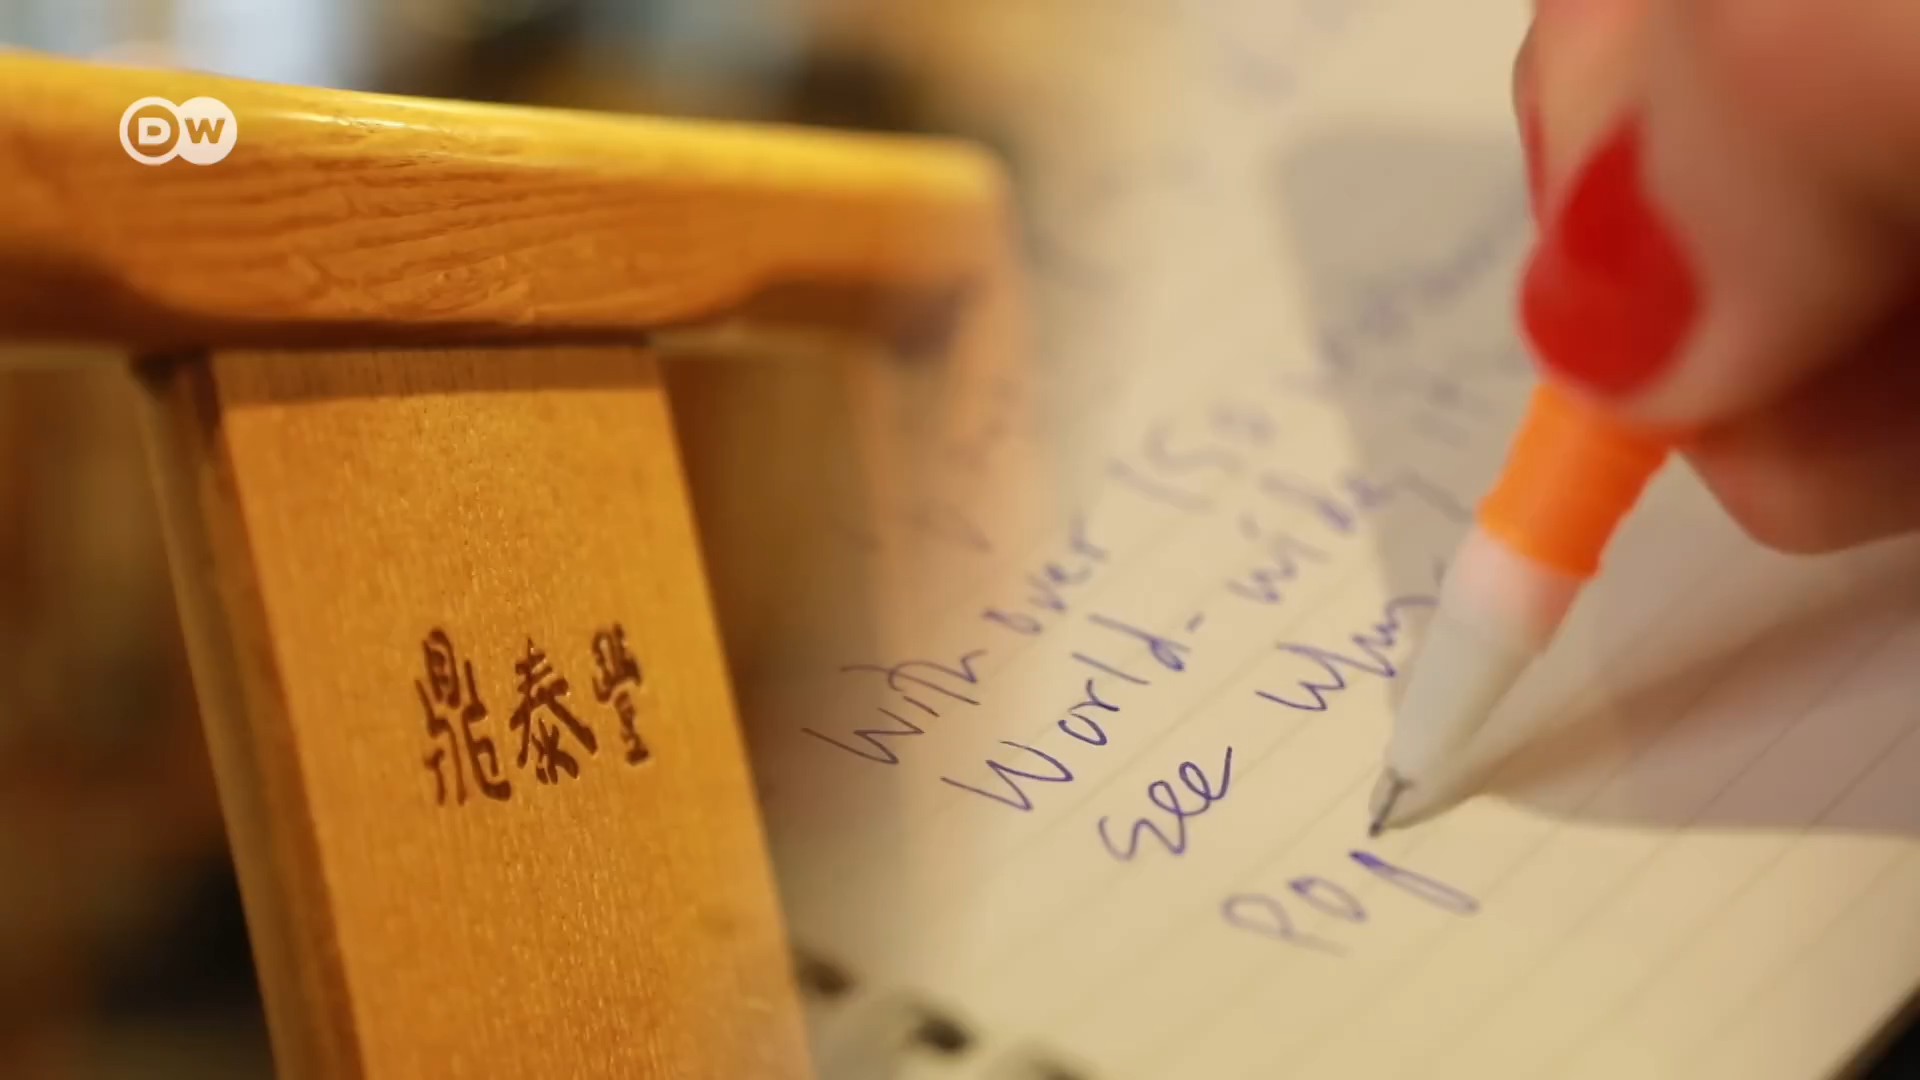 DW
鼎泰豐
with over 150
World-wide,
See why
Pop